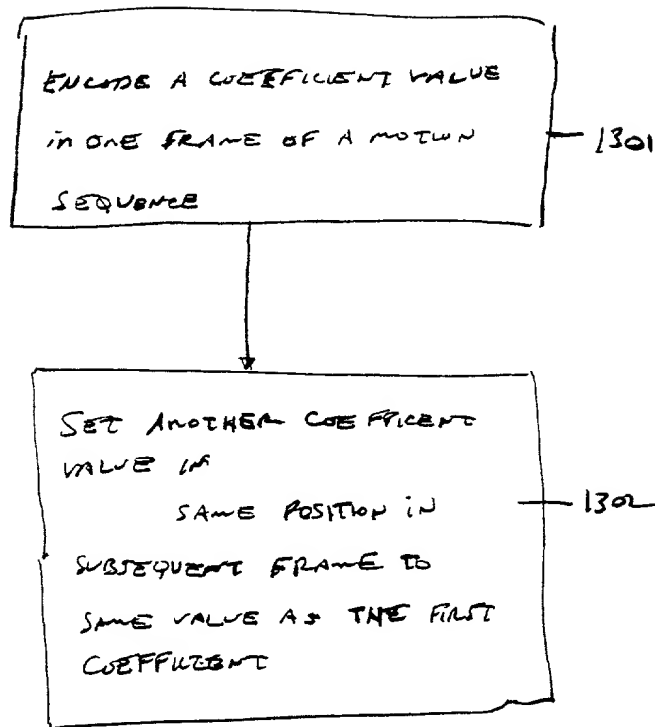 ENCODE A COEFFICIENT VALUE
in ONE FRAME OF A MOTION
SEQUENCE
1301
SET ANOTHER COEFFICENT
VALUE IN
SAME POSITION iN
SUBSEQUENT FRAME TO
SAME VALUE AS THE FIRST
COEFFICIENT
1302